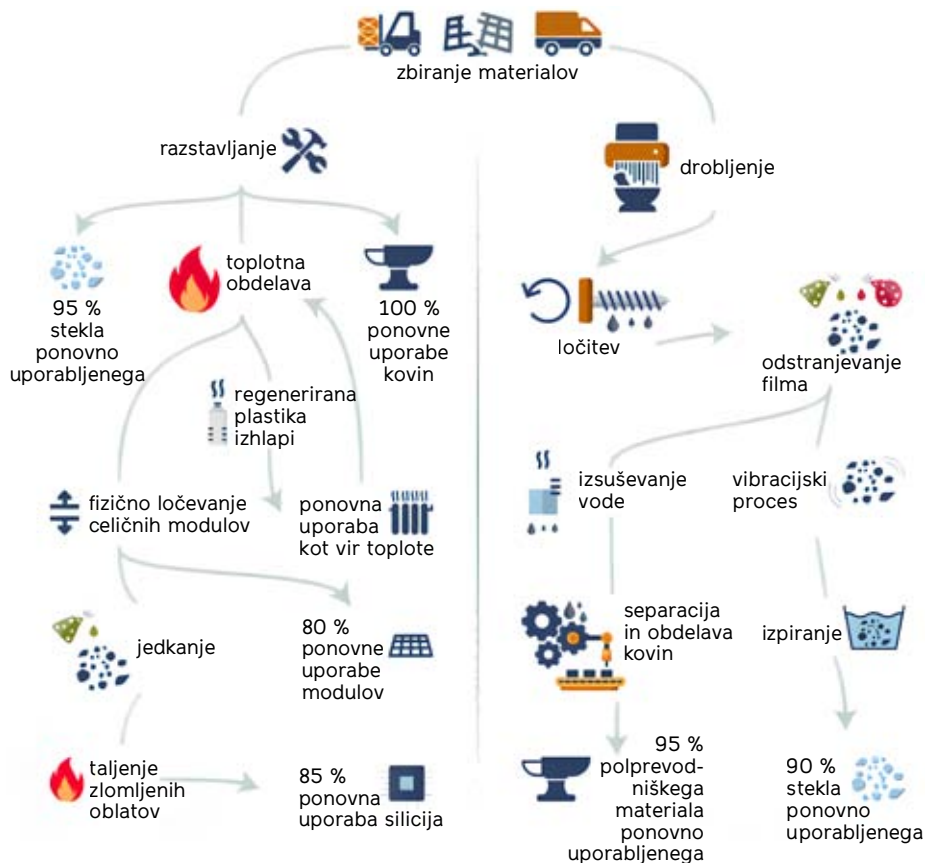 zbiranje materialov
razstavljanje
drobljenje
95 %
stekla
ponovno
uporabljenega
toplotna
obdelava
100 %
ponovne
uporabe
kovin
regenerirana
plastika
izhlapi
fizično ločevanje
celičnih modulov
ponovna
uporaba
kot vir toplote
jedkanje
80 %
ponovne
uporabe
modulov
taljenje
zlomljenih
oblatov
85 %
ponovna
uporaba silicija
ločitev
odstranjevanje
filma
izsuševanje
vode
vibracijski
proces
separacija
in obdelava
kovin
izpiranje
95 %
polprevod-
niškega
materiala
ponovno
uporabljenega
90 %
stekla
ponovno
uporabljenega